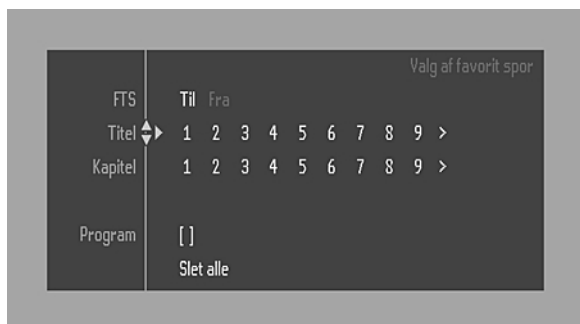 Valg af favorit spor
FTS Til Fra
Titel 1 2 3 4 5 6 7 8 9 >
Kapitel 1 2 3 4 5 6 7 8 9 >
Program [ ]
Slet alle